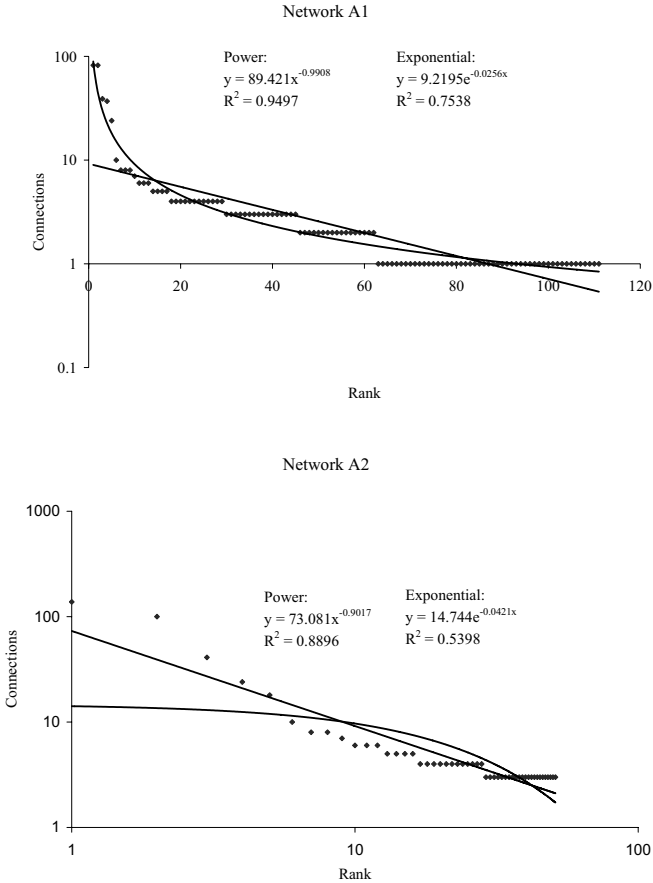 Network A1
100
10
1
0.1
Connections
Power:
y = 89.421x^-0.9908
R^2 = 0.9497
Exponential:
y = 9.2195e^-0.0256x
R^2 = 0.7538
0 20 40 60 80 100 120
Rank
Network A2
1000
100
10
1
Connections
Power:
y = 73.081x^-0.9017
R^2 = 0.8896
Exponential:
y = 14.744e^-0.0421x
R^2 = 0.5398
1 10 100
Rank